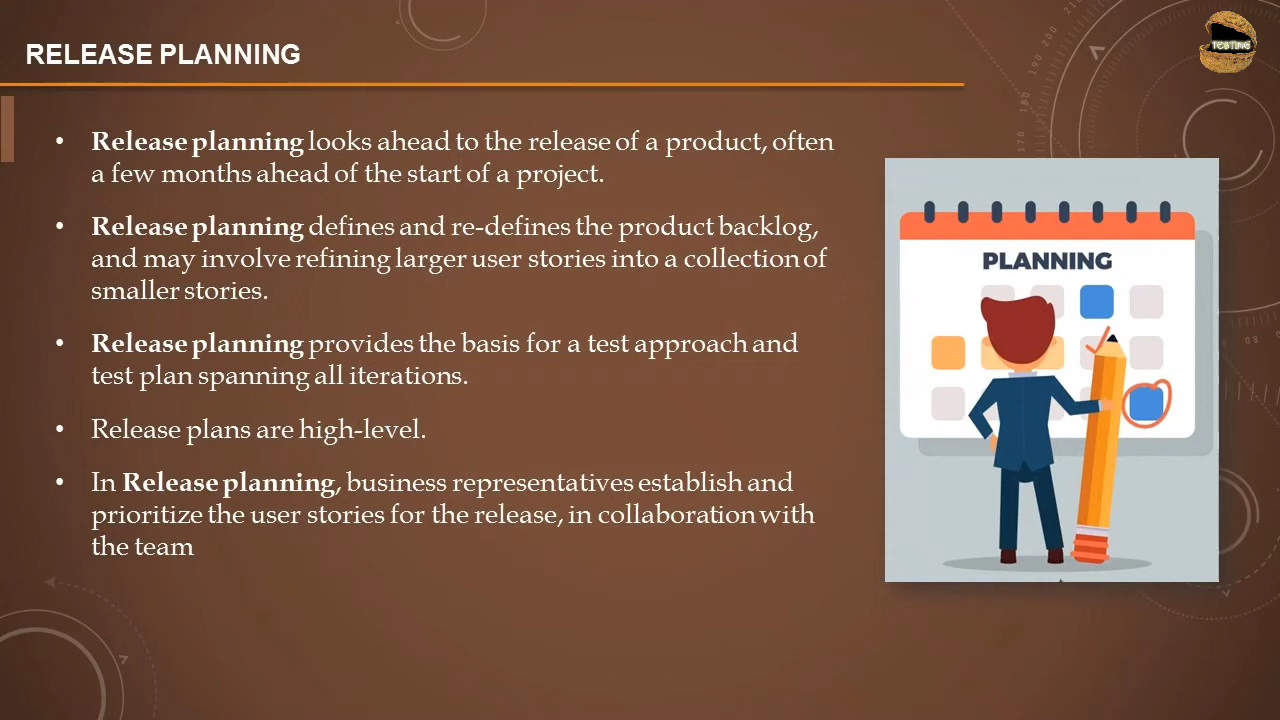 RELEASE PLANNING
TESTING
• Release planning looks ahead to the release of a product, often
a few months ahead of the start of a project.
• Release planning defines and re-defines the product backlog,
and may involve refining larger user stories into a collection of
smaller stories.
• Release planning provides the basis for a test approach and
test plan spanning all iterations.
• Release plans are high-level.
• In Release planning, business representatives establish and
prioritize the user stories for the release, in collaboration with
the team
PLANNING